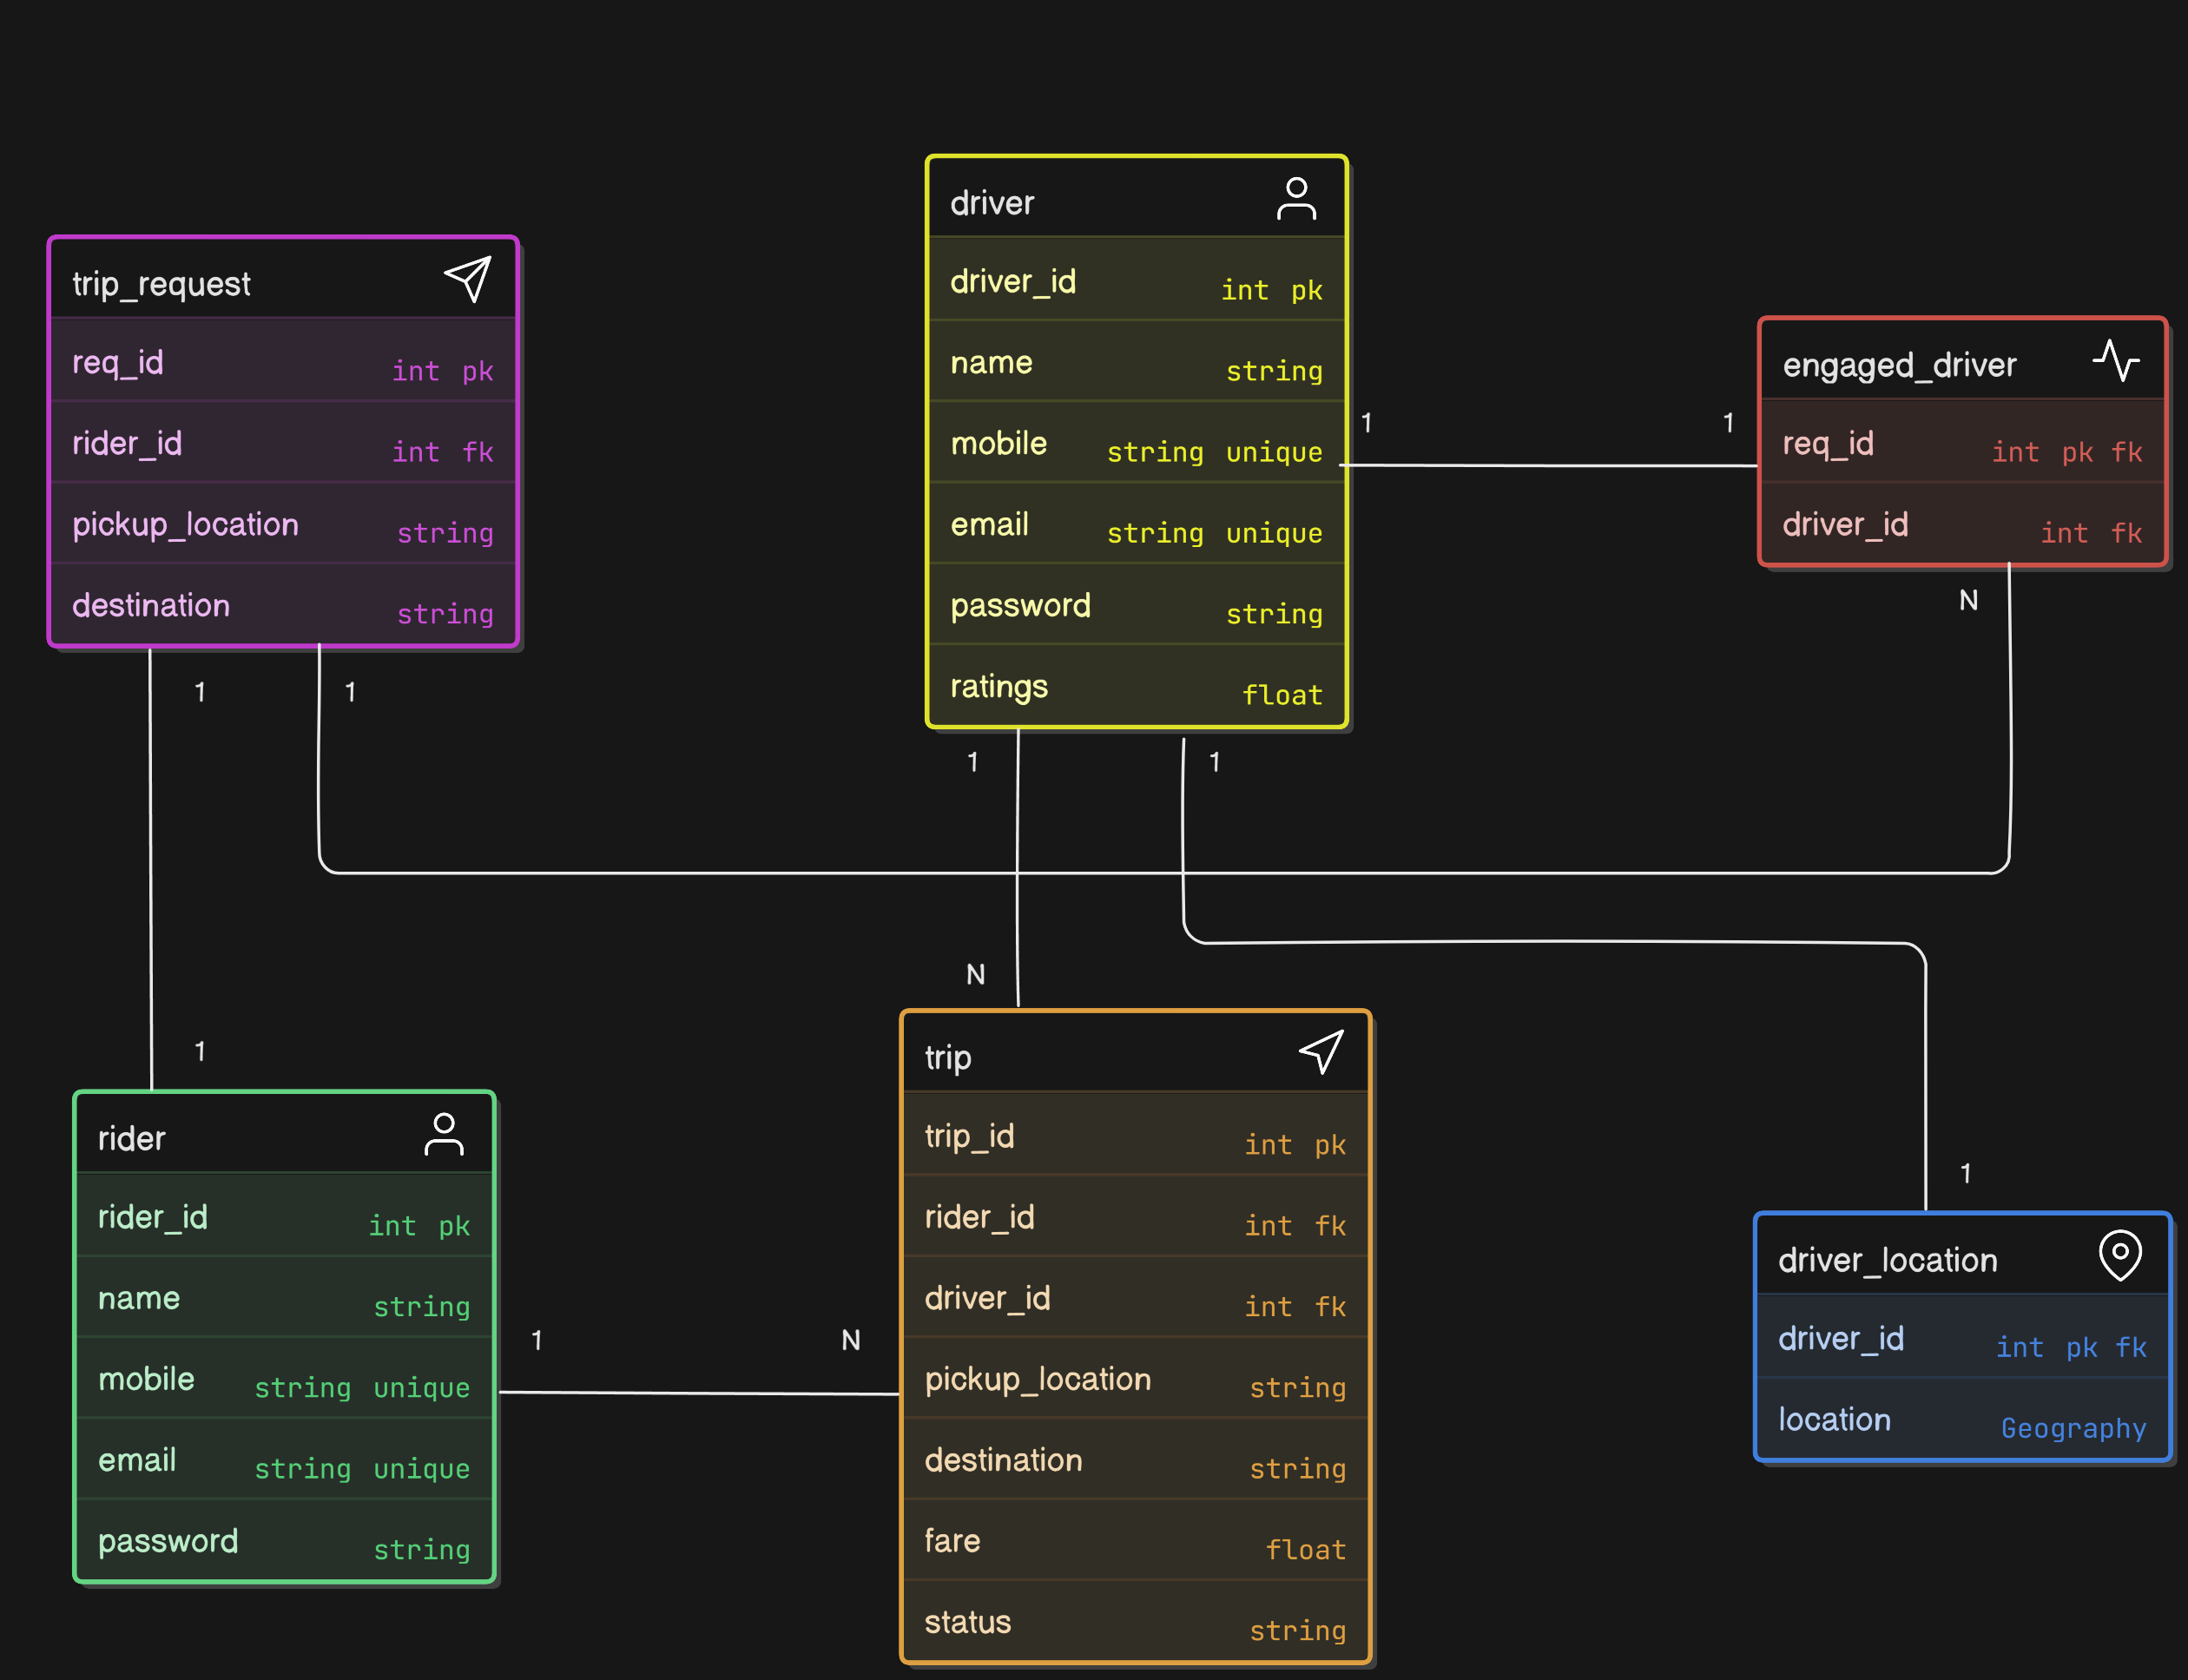 trip_request
req_id int pk
rider_id int fk
pickup_location string
destination string
1 1
driver
driver_id int pk
name string
mobile string unique
email string unique
password string
ratings float
1 1
1 1
engaged_driver
req_id int pk fk
driver_id int fk
N
N
1
rider
rider_id int pk
name string
mobile string unique
email string unique
password string
1 N
trip
trip_id int pk
rider_id int fk
driver_id int fk
pickup_location string
destination string
fare float
status string
1
driver_location
driver_id int pk fk
location Geography